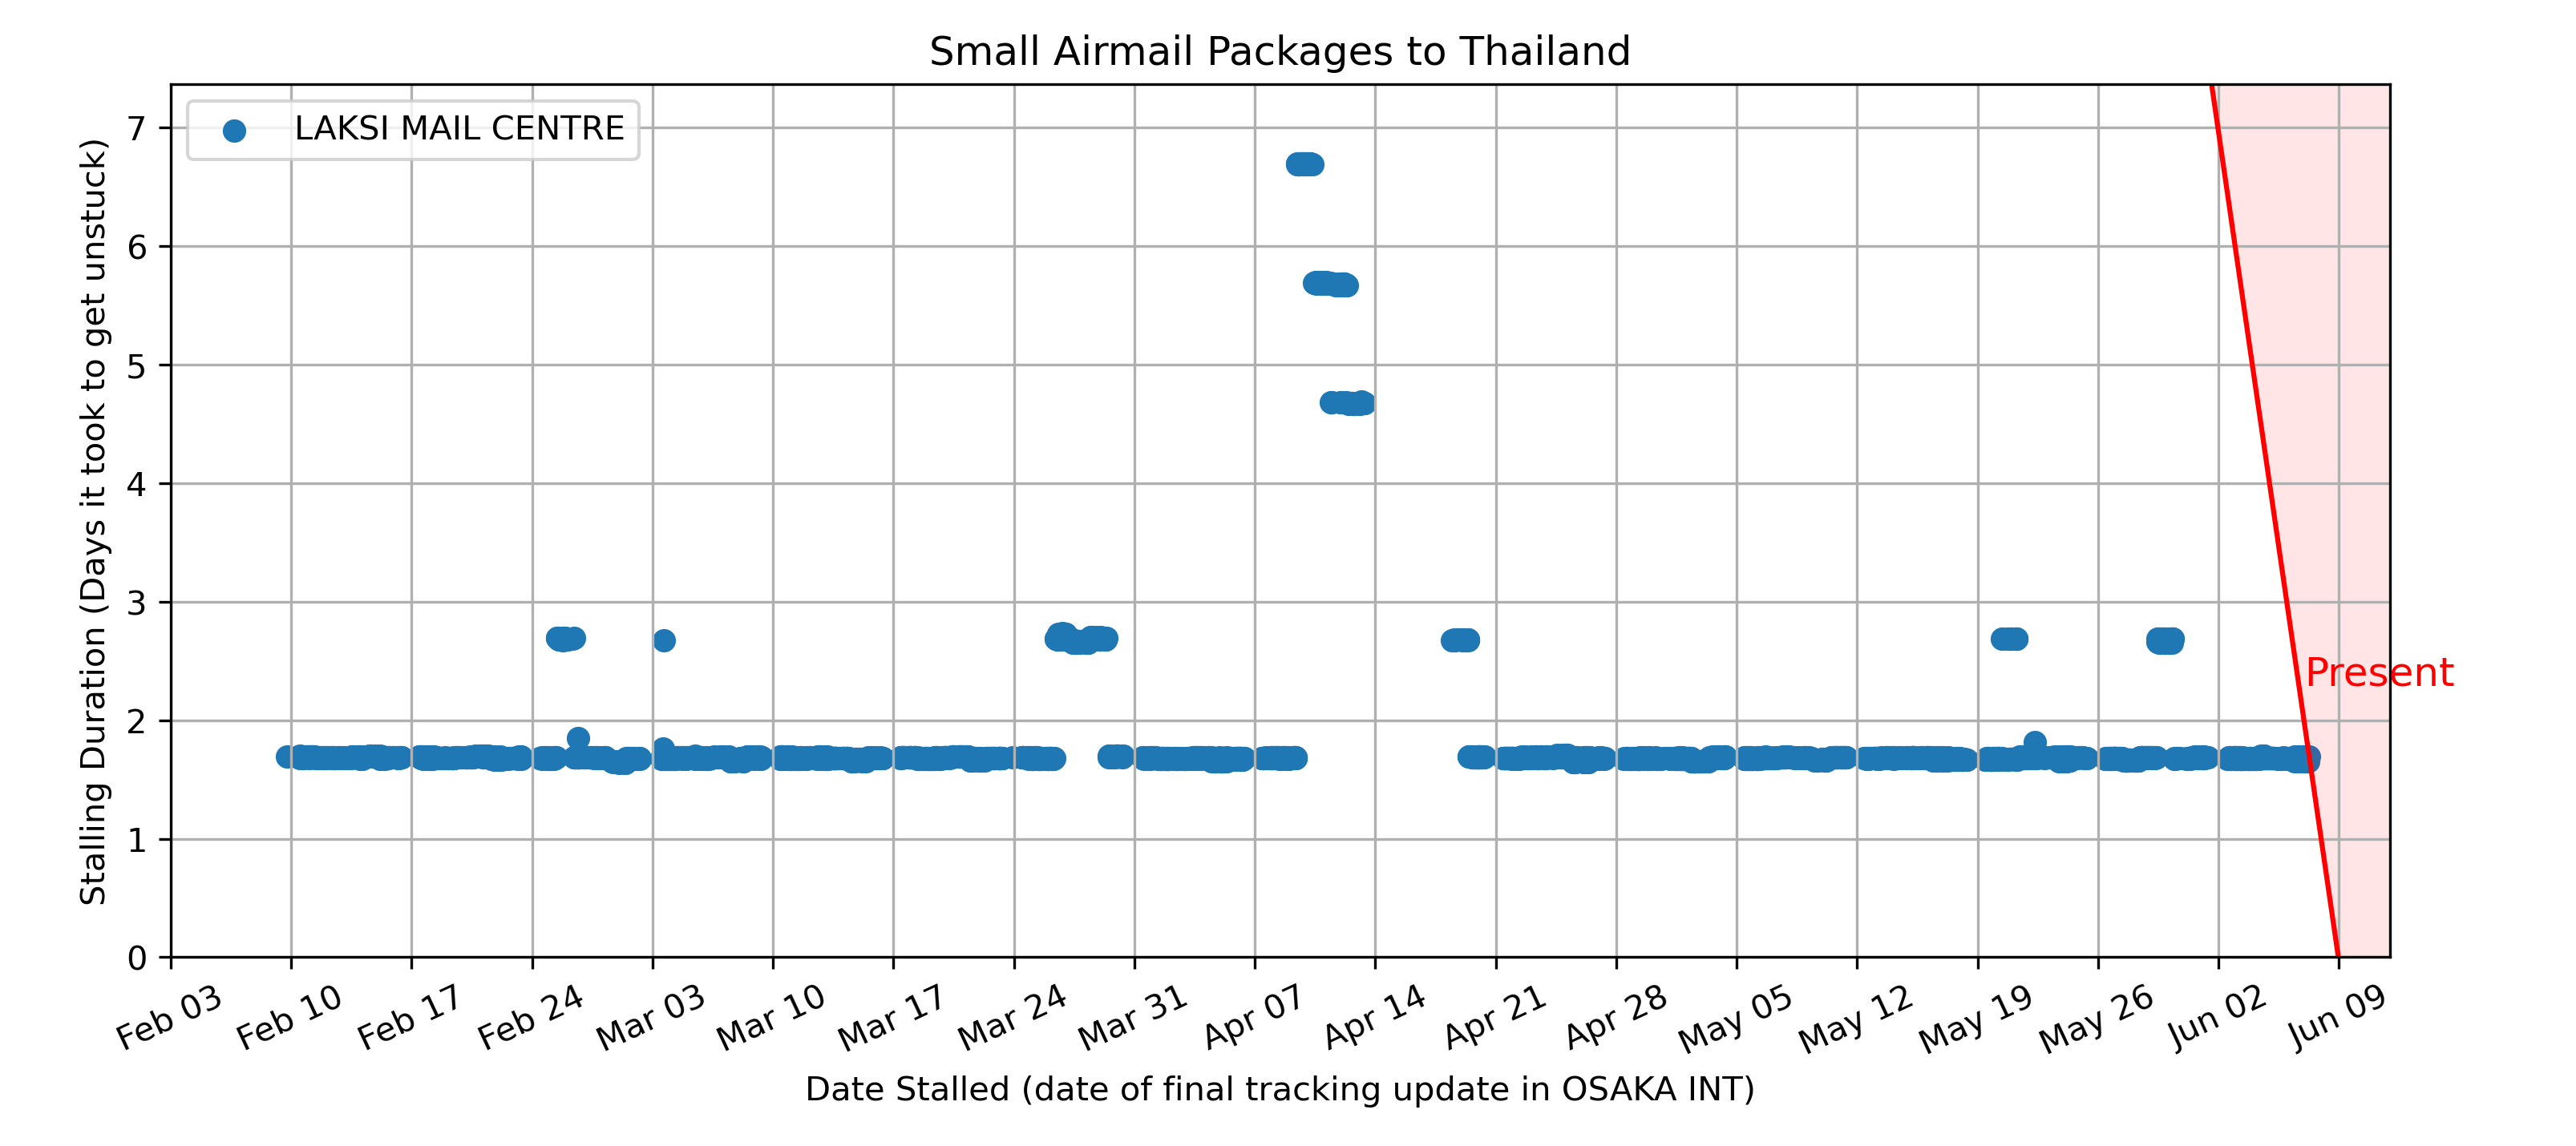 Small Airmail Packages to Thailand
LAKSI MAIL CENTRE
Stalling Duration (Days it took to get unstuck)
7
6
5
4
3
2
1
0
Present
Feb 03
Feb 10
Feb 17
Feb 24
Mar 03
Mar 10
Mar 17
Mar 24
Mar 31
Apr 07
Apr 14
Apr 21
Apr 28
May 05
May 12
May 19
May 26
Jun 02
Jun 09
Date Stalled (date of final tracking update in OSAKA INT)